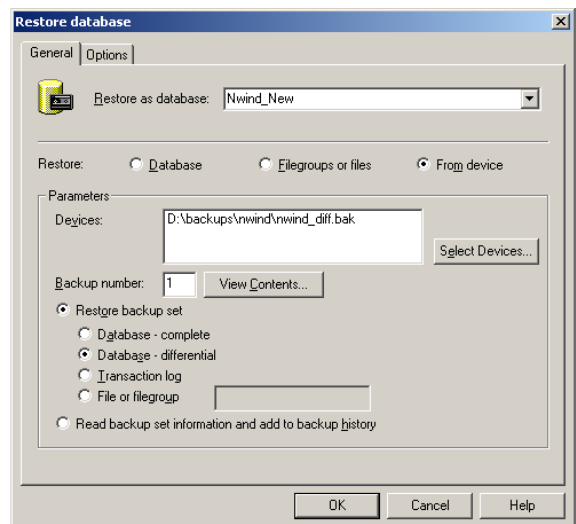 Restore database
General
Options
Restore as database: Nwind_New
Restore: Database Filegroups or files From device
Parameters
Devices: D:\backups\nwind\nwind_diff.bak
Select Devices...
Backup number: 1 View Contents...
Restore backup set
Database - complete
Database - differential
Transaction log
File or filegroup
Read backup set information and add to backup history
OK Cancel Help